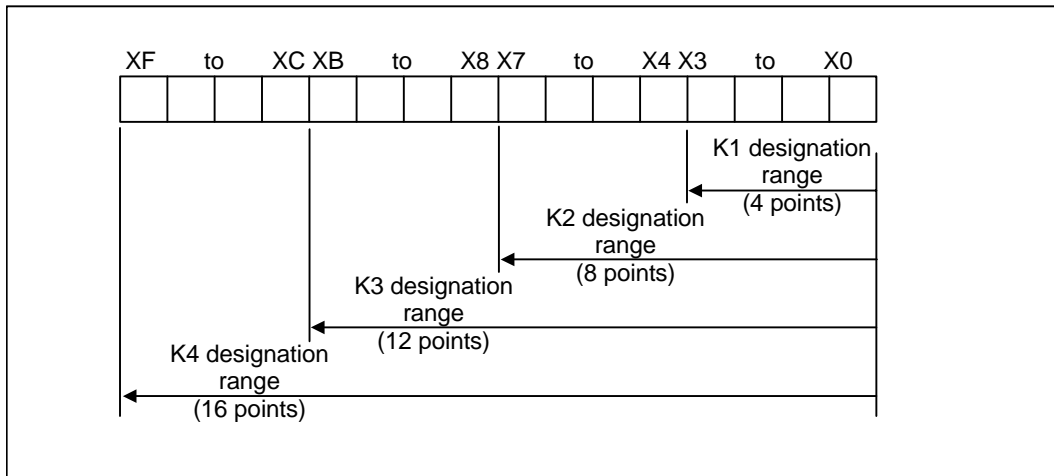 XF to XC XB to X8 X7 to X4 X3 to X0
K1 designation
range
(4 points)
K2 designation
range
(8 points)
K3 designation
range
(12 points)
K4 designation
range
(16 points)